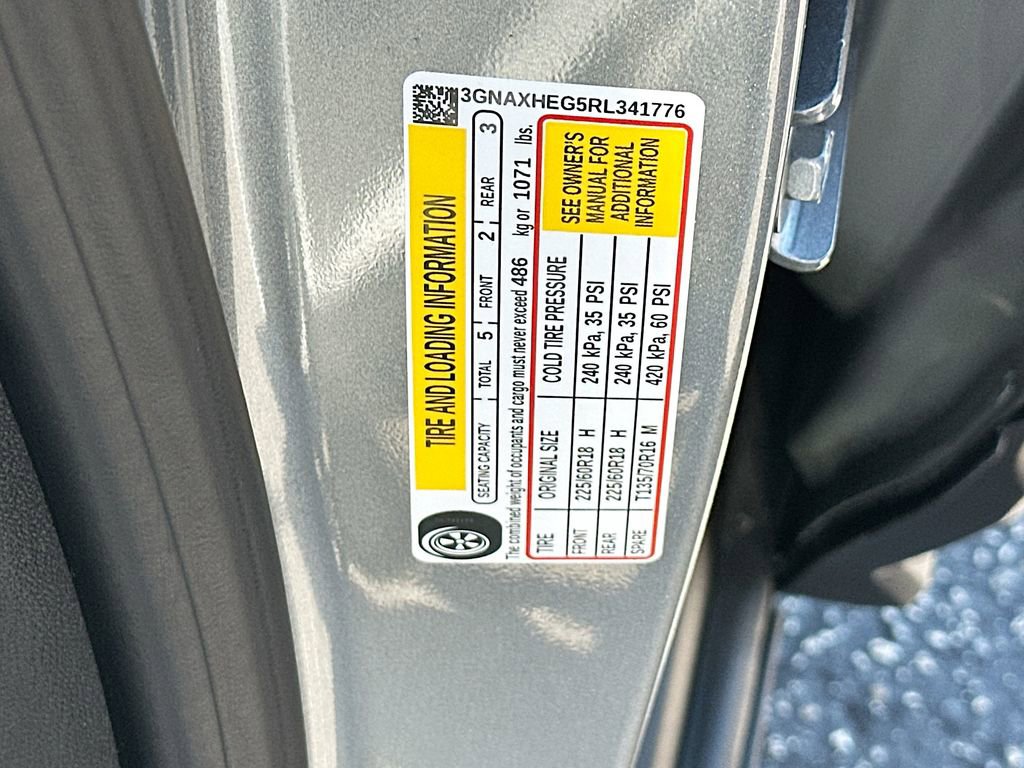 3GNAXHEG5RL341776
TIRE AND LOADING INFORMATION
SEATING CAPACITY TOTAL 5 FRONT 2 REAR 3
The combined weight of occupants and cargo must never exceed 486 kg or 1071 lbs.
TIRE ORIGINAL SIZE COLD TIRE PRESSURE
FRONT 225/60R18 H 240 kPa, 35 PSI
REAR 225/60R18 H 240 kPa, 35 PSI
SPARE T135/70R16 M 420 kPa, 60 PSI
SEE OWNER'S
MANUAL FOR
ADDITIONAL
INFORMATION